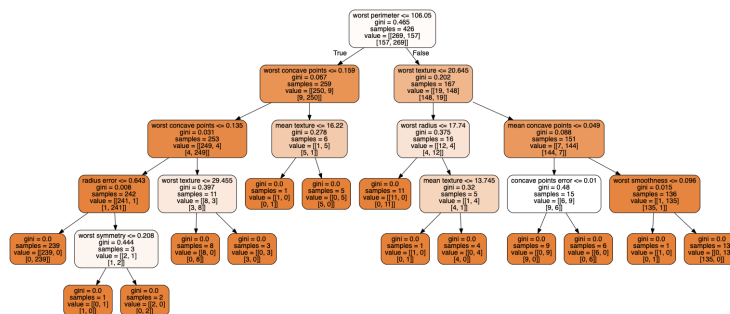 worst perimeter <= 106.05
gini = 0.465
samples = 426
value = [[269, 157]
[157, 269]]
True
False
worst concave points <= 0.159
gini = 0.067
samples = 259
value = [[250, 9]
[9, 250]]
worst texture <= 20.645
gini = 0.202
samples = 167
value = [[19, 148]
[148, 19]]
worst concave points <= 0.135
gini = 0.031
samples = 253
value = [[249, 4]
[4, 249]]
mean texture <= 16.22
gini = 0.278
samples = 6
value = [[1, 5]
[5, 1]]
worst radius <= 17.74
gini = 0.375
samples = 16
value = [[12, 4]
[4, 12]]
mean concave points <= 0.049
gini = 0.088
samples = 151
value = [[7, 144]
[144, 7]]
radius error <= 0.643
gini = 0.008
samples = 242
value = [[241, 1]
[1, 241]]
worst texture <= 29.455
gini = 0.397
samples = 11
value = [[8, 3]
[3, 8]]
gini = 0.0
samples = 1
value = [[1, 0]
[0, 1]]
gini = 0.0
samples = 5
value = [[0, 5]
[5, 0]]
gini = 0.0
samples = 11
value = [[11, 0]
[0, 11]]
mean texture <= 13.745
gini = 0.32
samples = 5
value = [[1, 4]
[4, 1]]
concave points error <= 0.01
gini = 0.48
samples = 15
value = [[6, 9]
[9, 6]]
worst smoothness <= 0.096
gini = 0.015
samples = 136
value = [[1, 135]
[135, 1]]
gini = 0.0
samples = 239
value = [[239, 0]
[0, 239]]
worst symmetry <= 0.208
gini = 0.444
samples = 3
value = [[2, 1]
[1, 2]]
gini = 0.0
samples = 8
value = [[8, 0]
[0, 8]]
gini = 0.0
samples = 3
value = [[0, 3]
[3, 0]]
gini = 0.0
samples = 1
value = [[1, 0]
[0, 1]]
gini = 0.0
samples = 4
value = [[0, 4]
[4, 0]]
gini = 0.0
samples = 9
value = [[0, 9]
[9, 0]]
gini = 0.0
samples = 6
value = [[6, 0]
[0, 6]]
gini = 0.0
samples = 1
value = [[1, 0]
[0, 1]]
gini = 0.0
samples = 13
value = [[0, 13
[135, 0]]
gini = 0.0
samples = 1
value = [[0, 1]
[1, 0]]
gini = 0.0
samples = 2
value = [[2, 0]
[0, 2]]